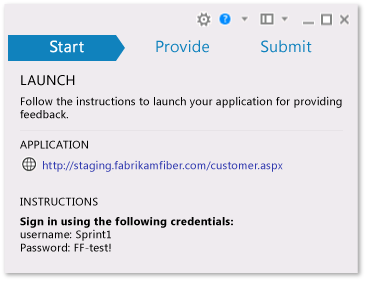 Start Provide Submit
LAUNCH
Follow the instructions to launch your application for providing
feedback.
APPLICATION
http://staging.fabrikamfiber.com/customer.aspx
INSTRUCTIONS
Sign in using the following credentials:
username: Sprint1
Password: FF-test!